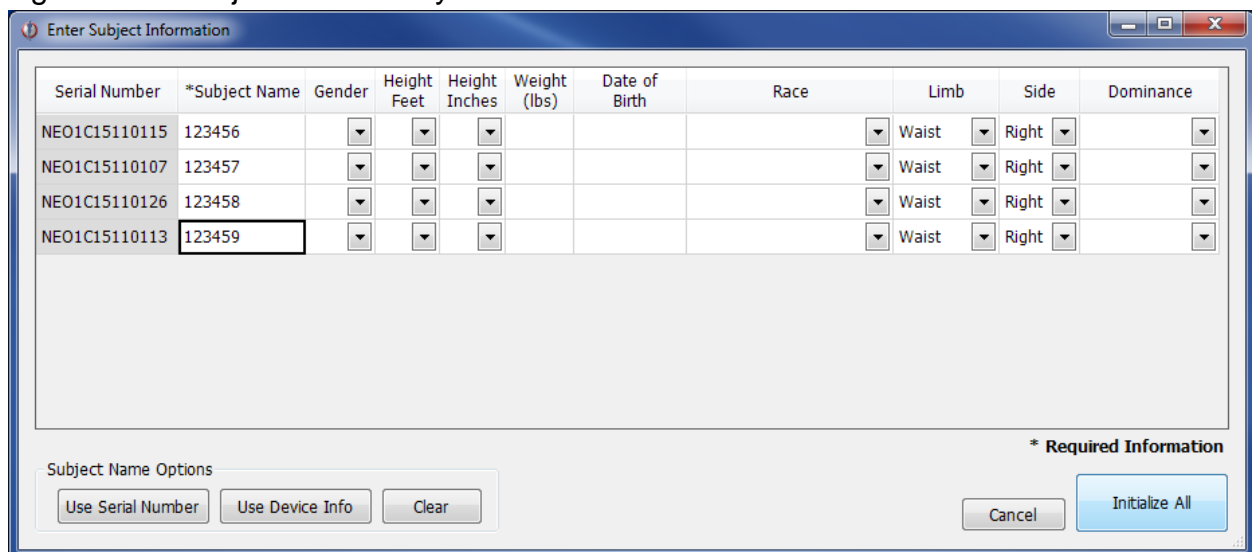 Enter Subject Information
Serial Number *Subject Name Gender Height Feet Height Inches Weight (lbs) Date of Birth Race Limb Side Dominance
NEO1C15110115 123456 Waist Right
NEO1C15110107 123457 Waist Right
NEO1C15110126 123458 Waist Right
NEO1C15110113 123459 Waist Right
* Required Information
Subject Name Options
Use Serial Number Use Device Info Clear Cancel Initialize All